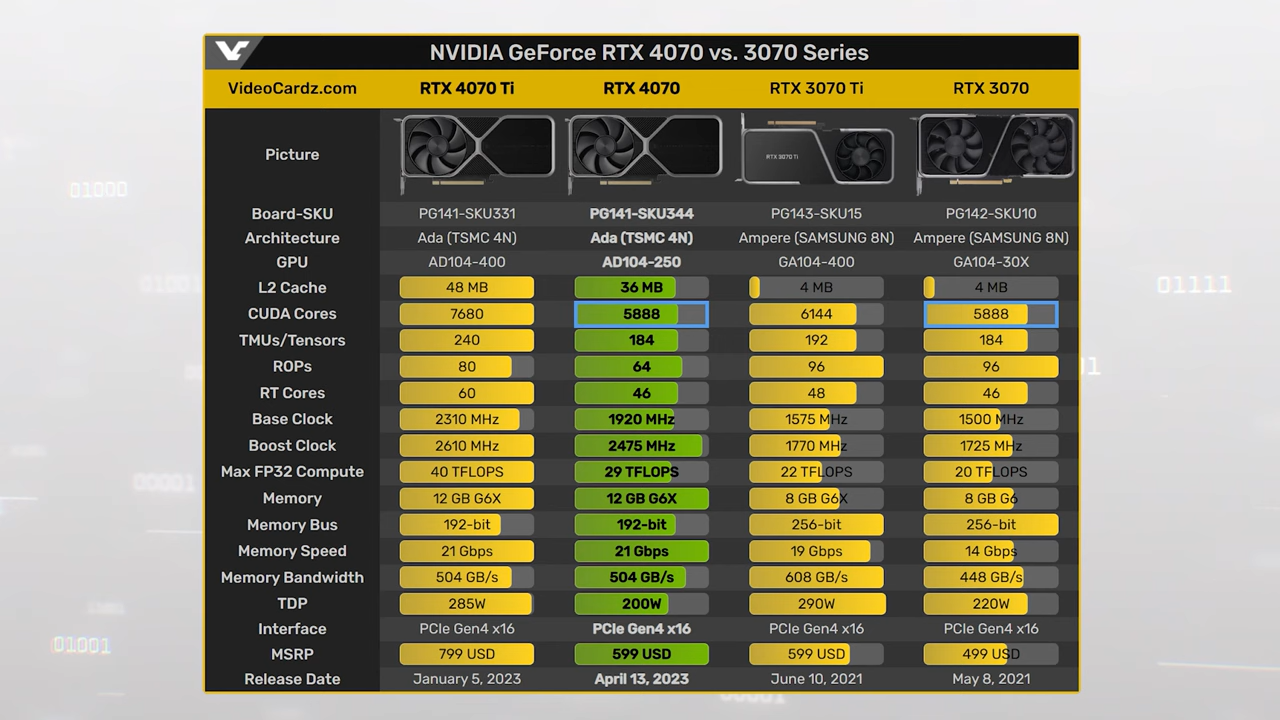 NVIDIA GeForce RTX 4070 vs. 3070 Series
VideoCardz.com RTX 4070 Ti RTX 4070 RTX 3070 Ti RTX 3070
Picture
RTX 3070 Ti
Board-SKU PG141-SKU331 PG141-SKU344 PG143-SKU15 PG142-SKU10
Architecture Ada (TSMC 4N) Ada (TSMC 4N) Ampere (SAMSUNG 8N) Ampere (SAMSUNG 8N)
GPU AD104-400 AD104-250 GA104-400 GA104-30X
L2 Cache 48 MB 36 MB 4 MB 4 MB
CUDA Cores 7680 5888 6144 5888
TMUs/Tensors 240 184 192 184
ROPs 80 64 96 96
RT Cores 60 46 48 46
Base Clock 2310 MHz 1920 MHz 1575 MHz 1500 MHz
Boost Clock 2610 MHz 2475 MHz 1770 MHz 1725 MHz
Max FP32 Compute 40 TFLOPS 29 TFLOPS 22 TFLOPS 20 TFLOPS
Memory 12 GB G6X 12 GB G6X 8 GB G6X 8 GB G6
Memory Bus 192-bit 192-bit 256-bit 256-bit
Memory Speed 21 Gbps 21 Gbps 19 Gbps 14 Gbps
Memory Bandwidth 504 GB/s 504 GB/s 608 GB/s 448 GB/s
TDP 285W 200W 290W 220W
Interface PCIe Gen4 x16 PCIe Gen4 x16 PCIe Gen4 x16 PCIe Gen4 x16
MSRP 799 USD 599 USD 599 USD 499 USD
Release Date January 5, 2023 April 13, 2023 June 10, 2021 May 8, 2021
01000
01111
00001
01001